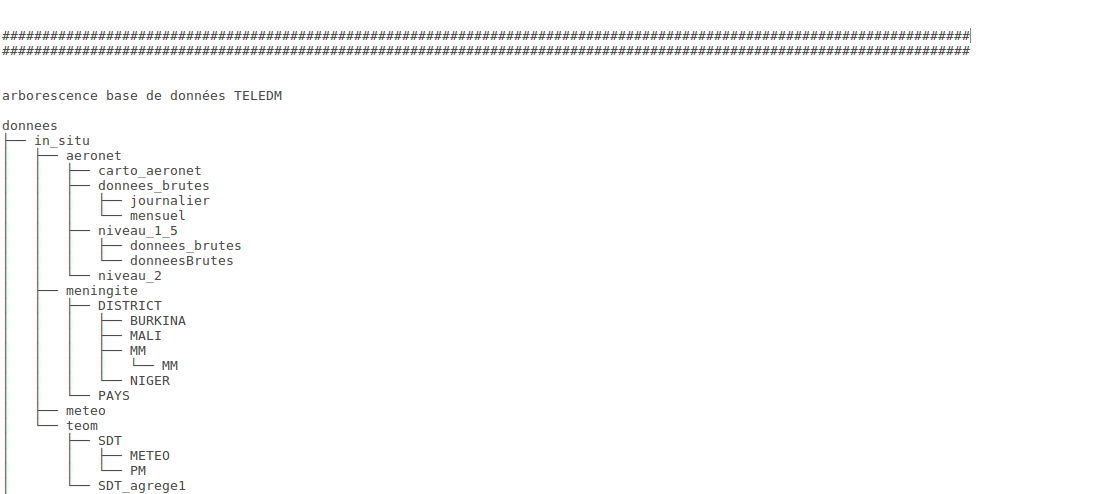 #########################################################################################################################
#########################################################################################################################
arborescence base de données TELEDM
donnees
├── in_situ
│   ├── aeronet
│   │   ├── carto_aeronet
│   │   ├── donnees_brutes
│   │   │   ├── journalier
│   │   │   └── mensuel
│   │   ├── niveau_1_5
│   │   │   ├── donnees_brutes
│   │   │   └── donneesBrutes
│   │   └── niveau_2
│   ├── meningite
│   │   ├── DISTRICT
│   │   │   ├── BURKINA
│   │   │   ├── MALI
│   │   │   ├── MM
│   │   │   │   └── MM
│   │   │   └── NIGER
│   │   └── PAYS
│   ├── meteo
│   └── teom
│       ├── SDT
│       │   ├── METEO
│       │   └── PM
│       └── SDT_agrege1